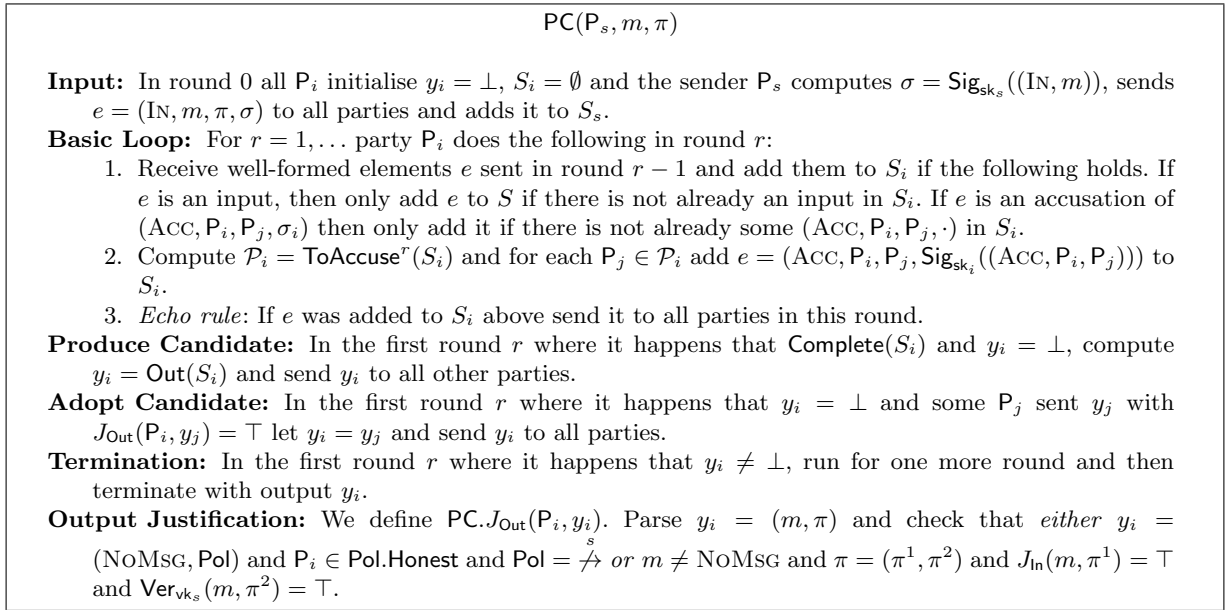 PC(P_s, m, π)
Input: In round 0 all P_i initialise y_i = ⊥, S_i = ∅ and the sender P_s computes σ = Sig_{sk_s}((IN, m)), sends
e = (IN, m, π, σ) to all parties and adds it to S_s.
Basic Loop: For r = 1, . . . party P_i does the following in round r:
1. Receive well-formed elements e sent in round r − 1 and add them to S_i if the following holds. If
e is an input, then only add e to S if there is not already an input in S_i. If e is an accusation of
(ACC, P_i, P_j, σ_i) then only add it if there is not already some (ACC, P_i, P_j, ·) in S_i.
2. Compute 𝒫_i = ToAccuse^r(S_i) and for each P_j ∈ 𝒫_i add e = (ACC, P_i, P_j, Sig_{sk_i}((ACC, P_i, P_j))) to
S_i.
3. Echo rule: If e was added to S_i above send it to all parties in this round.
Produce Candidate: In the first round r where it happens that Complete(S_i) and y_i = ⊥, compute
y_i = Out(S_i) and send y_i to all other parties.
Adopt Candidate: In the first round r where it happens that y_i = ⊥ and some P_j sent y_j with
J_Out(P_i, y_j) = ⊤ let y_i = y_j and send y_i to all parties.
Termination: In the first round r where it happens that y_i ≠ ⊥, run for one more round and then
terminate with output y_i.
Output Justification: We define PC.J_Out(P_i, y_i). Parse y_i = (m, π) and check that either y_i =
(NOMSG, Pol) and P_i ∈ Pol.Honest and Pol = ↛^s or m ≠ NOMSG and π = (π^1, π^2) and J_In(m, π^1) = ⊤
and Ver_{vk_s}(m, π^2) = ⊤.